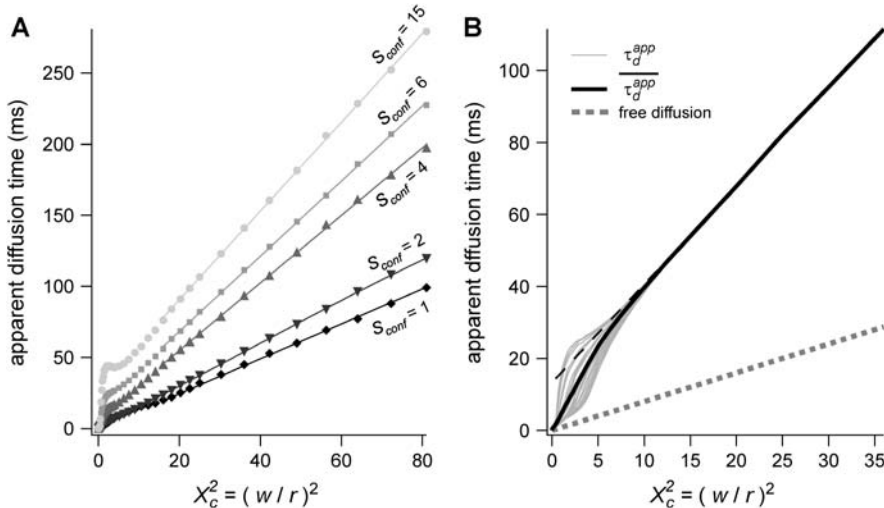 A
apparent diffusion time (ms)
250
200
150
100
50
0
S_conf = 15
S_conf = 6
S_conf = 4
S_conf = 2
S_conf = 1
0 20 40 60 80
X_c^2 = ( w / r )^2
B
apparent dffusion time (ms)
100
80
60
40
20
0
τ_d^app
τ_d^app
free diffusion
0 5 10 15 20 25 30 35
X_c^2 = ( w / r )^2